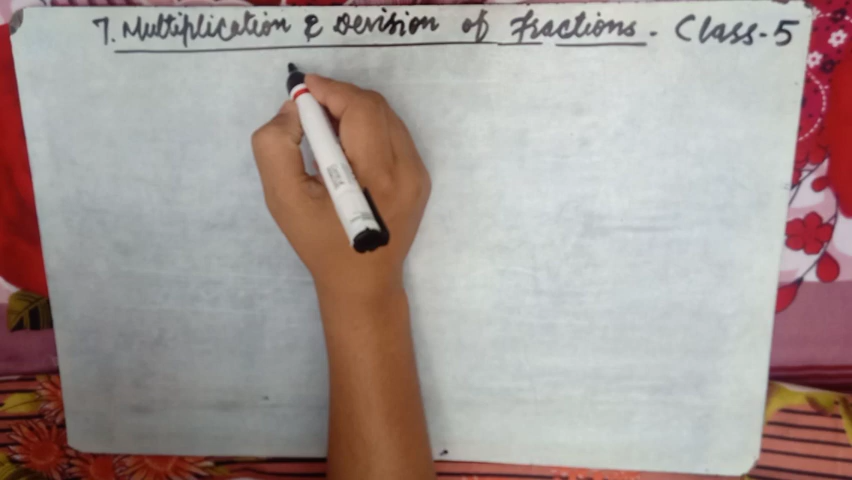 7. Multiplication & Devision of Fractions. Class-5